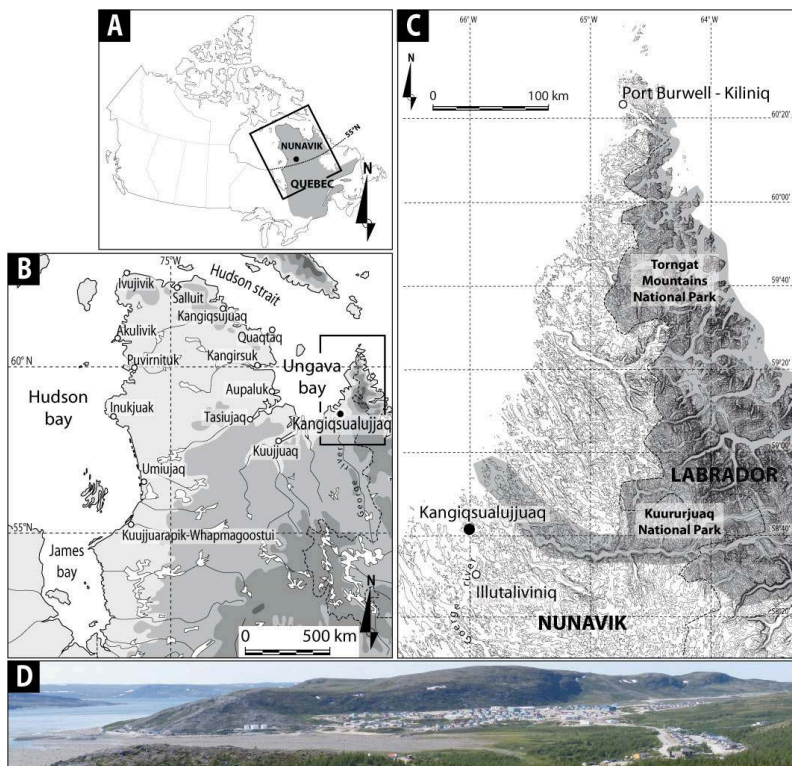 A
NUNAVIK
55°N
QUEBEC
N
B
75°W
Hudson strait
Ivujivik
Salluit
Kangiqsujuaq
Akulivik
Quaqtaq
60° N
Puvirnituk
Kangirsuk
Ungava
bay
Hudson
bay
Aupaluk
Inukjuak
Tasiujaq
Kangiqsualujjaq
Kuujjuaq
George river
Umiujaq
55°N
Kuujjuarapik-Whapmagoostui
James
bay
N
0 500 km
C
66°W 65°W 64°W
N
Port Burwell - Kiliniq
0 100 km
60°20'
60°00'
Torngat
Mountains
National Park
59°40'
59°20'
59°00'
LABRADOR
Kangiqsualujjuaq
Kuururjuaq
National Park
58°40'
Illutaliviniq
George river
NUNAVIK
58°20'
D